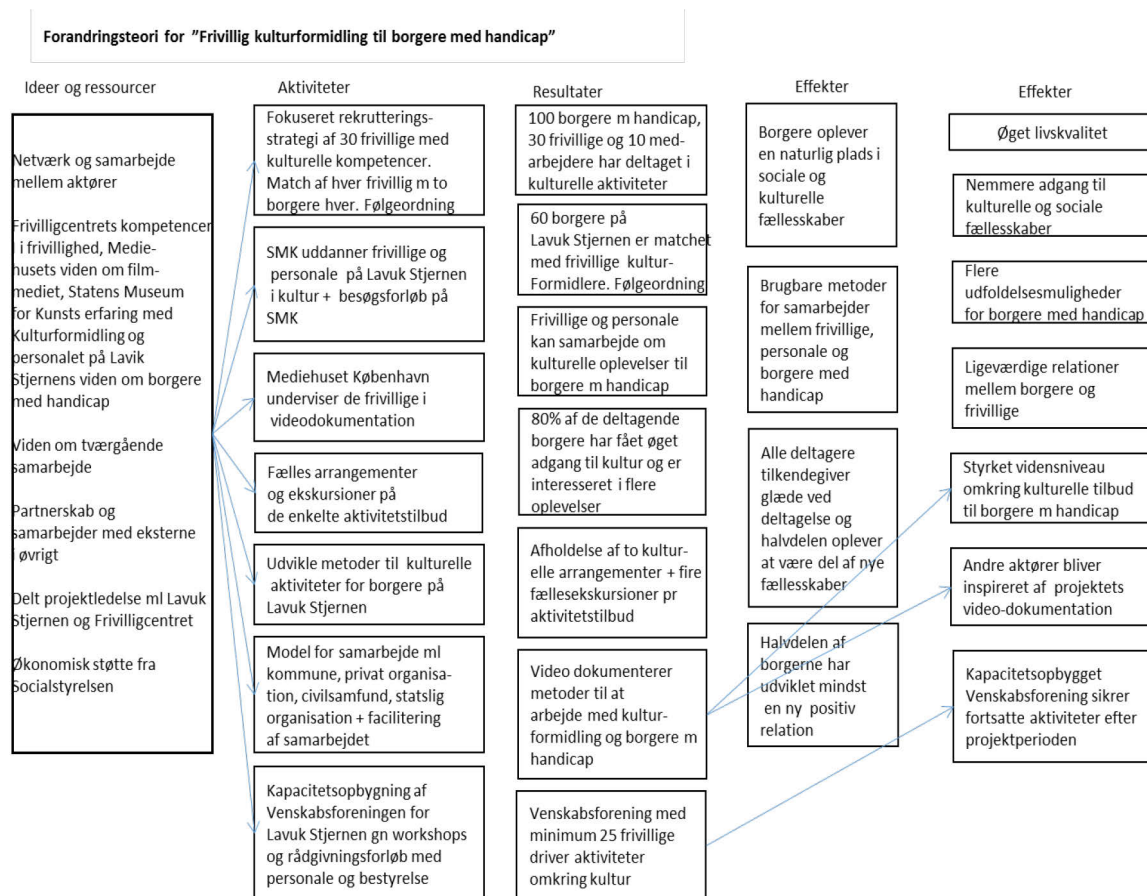 Forandringsteori for ”Frivillig kulturformidling til borgere med handicap”
Ideer og ressourcer
Netværk og samarbejde
mellem aktører
Frivilligcentrets kompetencer
i frivillighed, Medie-
husets viden om film-
mediet, Statens Museum
for Kunsts erfaring med
Kulturformidling og
personalet på Lavik
Stjernens viden om borgere
med handicap
Viden om tværgående
samarbejde
Partnerskab og
samarbejder med eksterne
i øvrigt
Delt projektledelse ml Lavuk
Stjernen og Frivilligcentret
Økonomisk støtte fra
Socialstyrelsen
Aktiviteter
Fokuseret rekrutterings-
strategi af 30 frivillige med
kulturelle kompetencer.
Match af hver frivillig m to
borgere hver. Følgeordning
SMK uddanner frivillige og
personale på Lavuk Stjernen
i kultur + besøgsforløb på
SMK
Mediehuset København
underviser de frivillige i
videodokumentation
Fælles arrangementer
og ekskursioner på
de enkelte aktivitetstilbud
Udvikle metoder til kulturelle
aktiviteter for borgere på
Lavuk Stjernen
Model for samarbejde ml
kommune, privat organisa-
tion, civilsamfund, statslig
organisation + facilitering
af samarbejdet
Kapacitetsopbygning af
Venskabsforeningen for
Lavuk Stjernen gn workshops
og rådgivningforløb med
personale og bestyrelse
Resultater
100 borgere m handicap,
30 frivillige og 10 med-
arbejdere har deltaget i
kulturelle aktiviteter
60 borgere på
Lavuk Stjernen er matchet
med frivillige kultur-
Formidlere. Følgeordning
Frivillige og personale
kan samarbejde om
kulturelle oplevelser til
borgere m handicap
80% af de deltagende
borgere har fået øget
adgang til kultur og er
interesseret i flere
oplevelser
Afholdelse af to kultur-
elle arrangementer + fire
fællesekskursioner pr
aktivitetstilbud
Video dokumenterer
metoder til at
arbejde med kultur-
formidling og borgere m
handicap
Venskabsforening med
minimum 25 frivillige
driver aktiviteter
omkring kultur
Effekter
Borgere oplever
en naturlig plads i
sociale og
kulturelle
fællesskaber
Brugbare metoder
for samarbejder
mellem frivillige,
personale og
borgere med
handicap
Alle deltagere
tilkendegiver
glæde ved
deltagelse og
halvdelen oplever
at være del af nye
fællesskaber
Halvdelen af
borgerne har
udviklet mindst
en ny positiv
relation
Effekter
Øget livskvalitet
Nemmere adgang til
kulturelle og sociale
fællesskaber
Flere
udfoldelsesmuligheder
for borgere med handicap
Ligeværdige relationer
mellem borgere og
frivillige
Styrket vidensniveau
omkring kulturelle tilbud
til borgere m handicap
Andre aktører bliver
inspireret af projektets
video-dokumentation
Kapacitetsopbygget
Venskabsforening sikrer
fortsatte aktiviteter efter
projektperioden